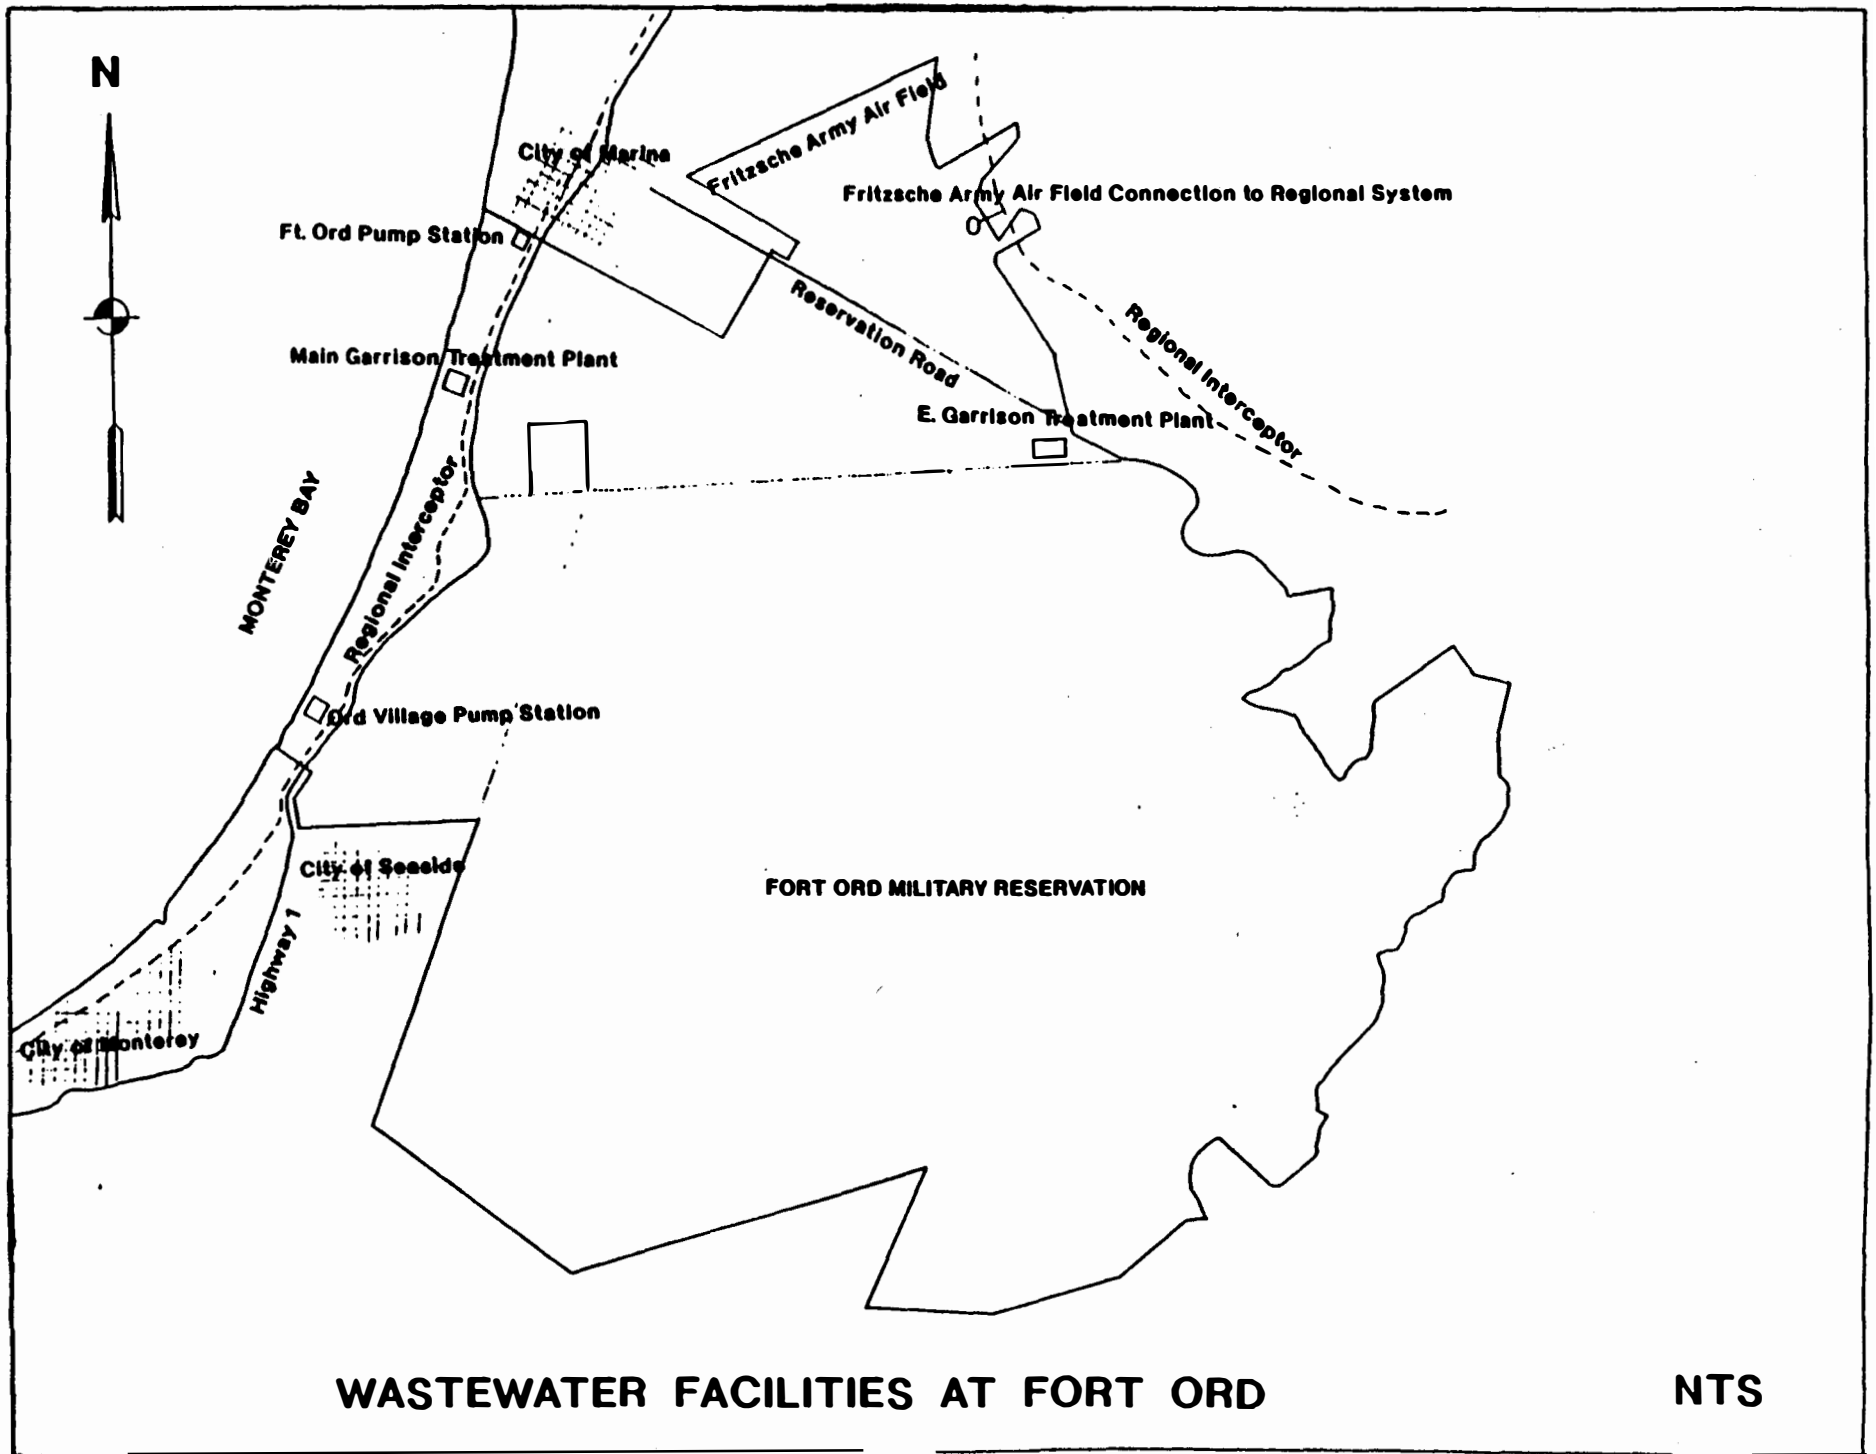 N
Fritzsche Army Air Field
City of Marina
Fritzsche Army Air Field Connection to Regional System
Ft. Ord Pump Station
Reservation Road
Regional Interceptor
Main Garrison Treatment Plant
E. Garrison Treatment Plant
MONTEREY BAY
Regional Interceptor
Ord Village Pump Station
City of Seaside
FORT ORD MILITARY RESERVATION
Highway 1
City of Monterey
WASTEWATER FACILITIES AT FORT ORD
NTS